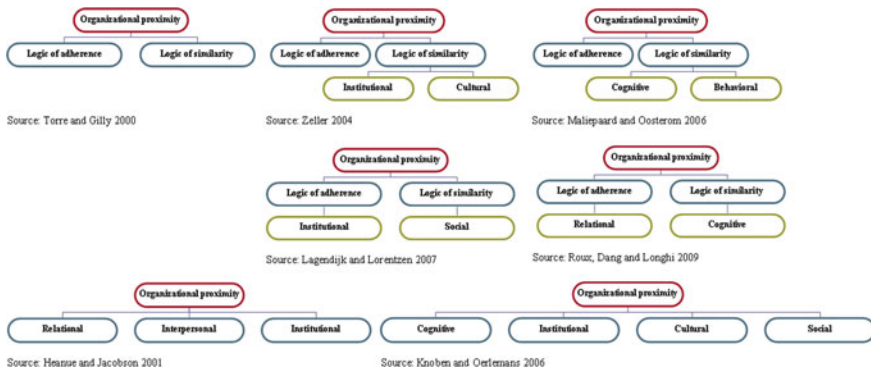 Organizational proximity
Logic of adherence
Logic of similarity
Source: Torre and Gilly 2000
Organizational proximity
Logic of adherence
Logic of similarity
Institutional
Cultural
Source: Zeller 2004
Organizational proximity
Logic of adherence
Logic of similarity
Cognitive
Behavioral
Source: Maliepaard and Oosterom 2006
Organizational proximity
Logic of adherence
Logic of similarity
Institutional
Social
Source: Lagendijk and Lorentzen 2007
Organizational proximity
Logic of adherence
Logic of similarity
Relational
Cognitive
Source: Roux, Dang and Longhi 2009
Organizational proximity
Relational
Interpersonal
Institutional
Source: Heanue and Jacobson 2001
Organizational proximity
Cognitive
Institutional
Cultural
Social
Source: Knoben and Oerlemans 2006